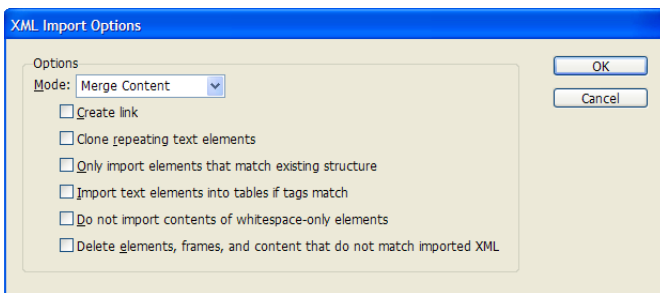 XML Import Options
Options
Mode: Merge Content
OK
Cancel
Create link
Clone repeating text elements
Only import elements that match existing structure
Import text elements into tables if tags match
Do not import contents of whitespace-only elements
Delete elements, frames, and content that do not match imported XML